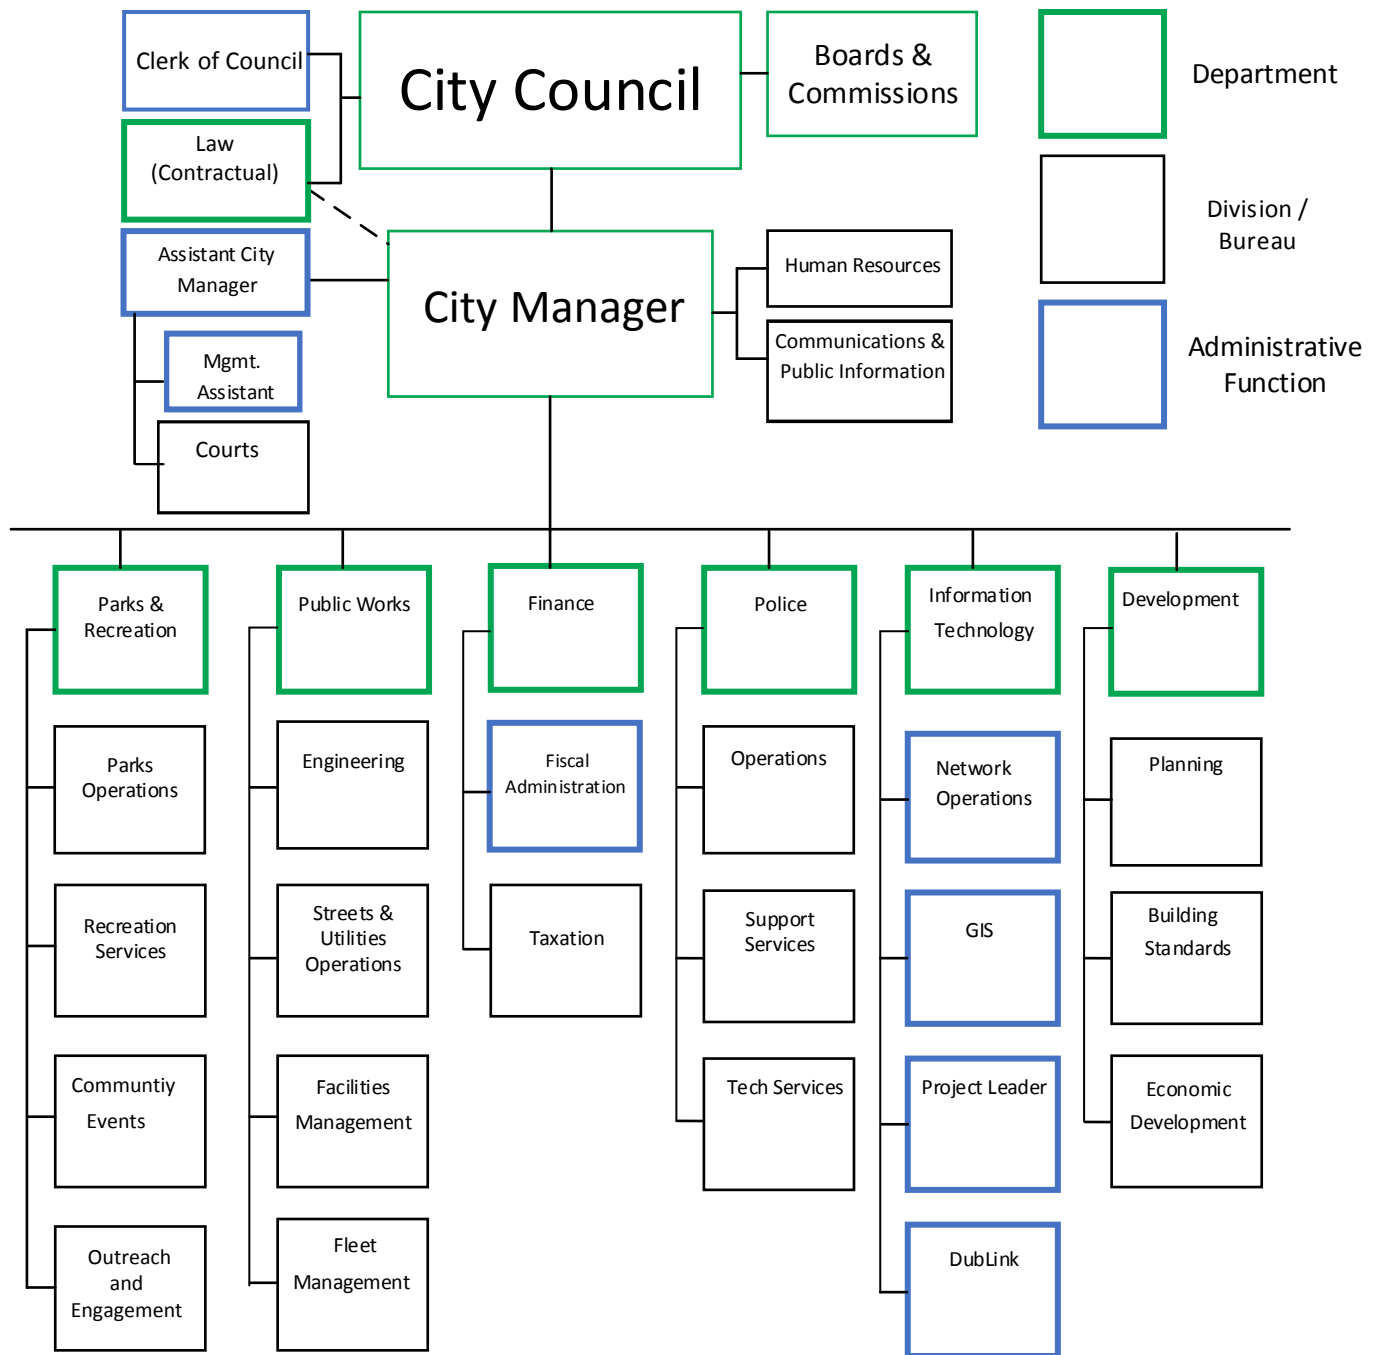 Clerk of Council
City Council
Boards &
Commissions
Department
Law
(Contractual)
Division /
Bureau
Assistant City
Manager
City Manager
Human Resources
Communications &
Public Information
Administrative
Function
Mgmt.
Assistant
Courts
Parks &
Recreation
Public Works
Finance
Police
Information
Technology
Development
Parks
Operations
Engineering
Fiscal
Administration
Operations
Network
Operations
Planning
Recreation
Services
Streets &
Utilities
Operations
Taxation
Support
Services
GIS
Building
Standards
Communtiy
Events
Facilities
Management
Tech Services
Project Leader
Economic
Development
Outreach
and
Engagement
Fleet
Management
DubLink